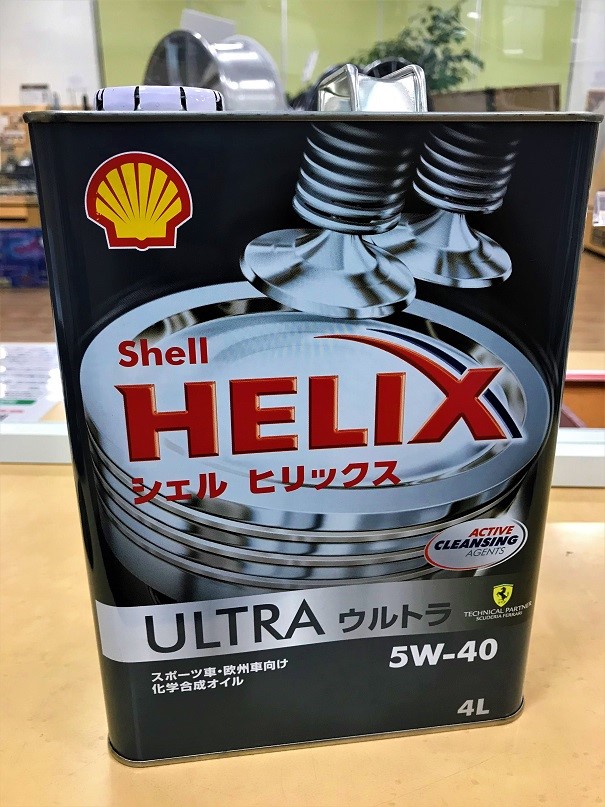 Shell
HELIX
シェル ヒリックス
ACTIVE
CLEANSING
AGENTS
ULTRA ウルトラ
TECHNICAL PARTNER
SCUDERIA FERRARI
5W-40
スポーツ車・欧州車向け
化学合成オイル
4L